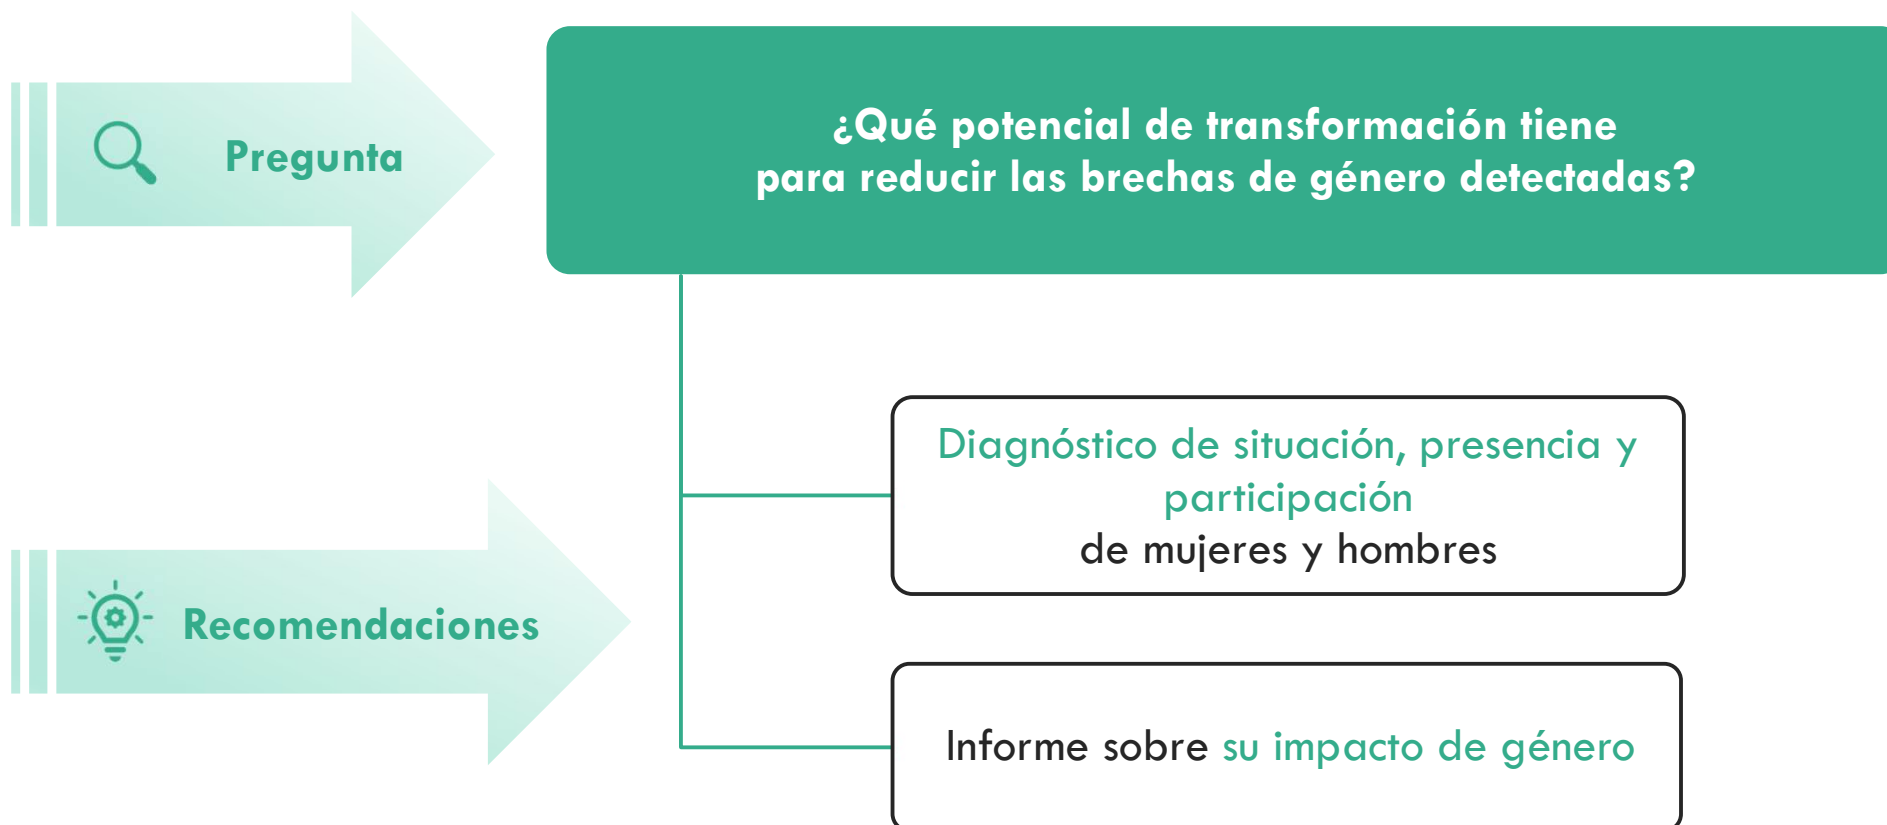 Pregunta
¿Qué potencial de transformación tiene
para reducir las brechas de género detectadas?
Recomendaciones
Diagnóstico de situación, presencia y
participación
de mujeres y hombres
Informe sobre su impacto de género